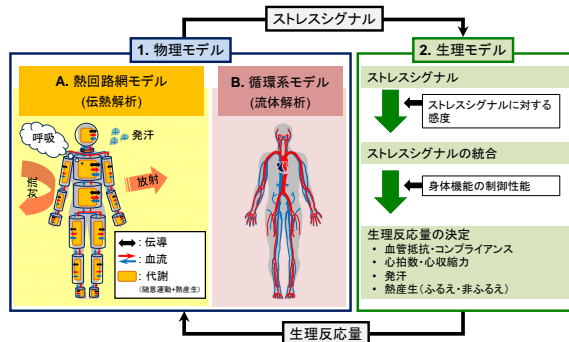 ストレスシグナル
1. 物理モデル
2. 生理モデル
A. 熱回路網モデル
(伝熱解析)
B. 循環系モデル
(流体解析)
呼吸
発汗
対流
放射
:伝導
:血流
:代謝
(随意運動+熱産生)
ストレスシグナル
ストレスシグナルに対する
感度
ストレスシグナルの統合
身体機能の制御性能
生理反応量の決定
• 血管抵抗・コンプライアンス
• 心拍数・心収縮力
• 発汗
• 熱産生(ふるえ・非ふるえ)
生理反応量